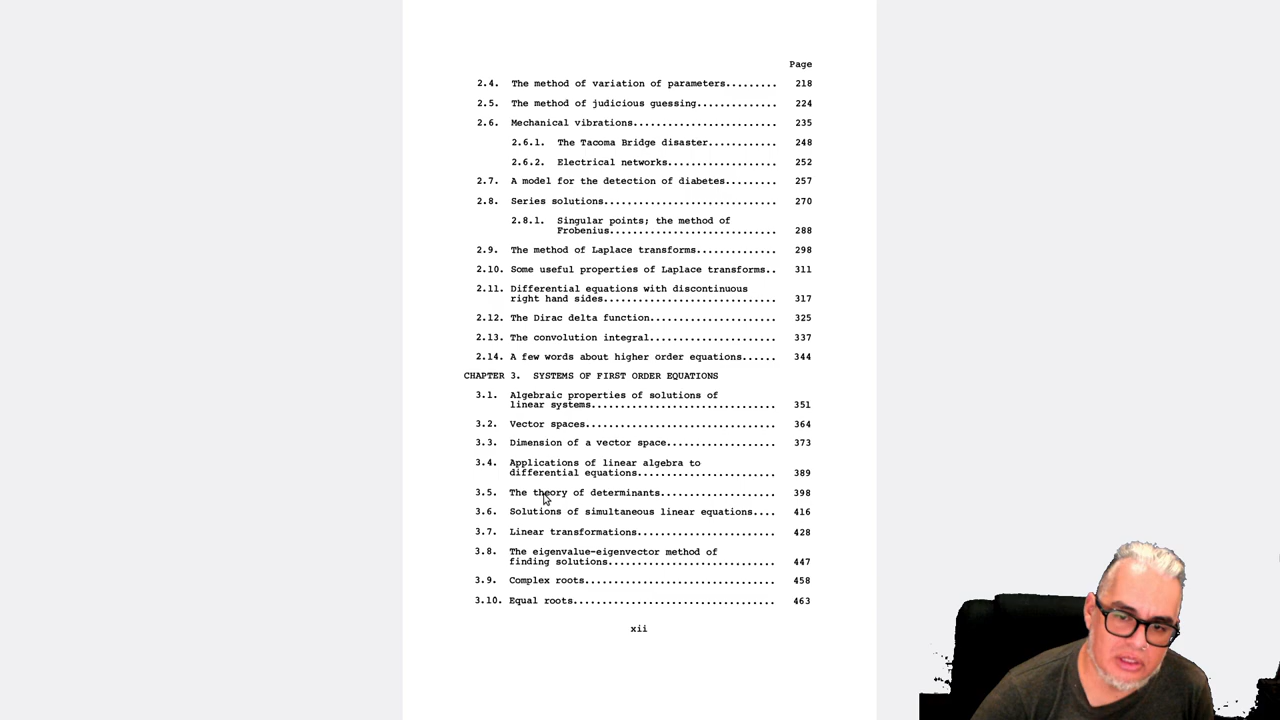 Page
2.4. The method of variation of parameters......... 218
2.5. The method of judicious guessing.............. 224
2.6. Mechanical vibrations......................... 235
2.6.1. The Tacoma Bridge disaster............ 248
2.6.2. Electrical networks................... 252
2.7. A model for the detection of diabetes......... 257
2.8. Series solutions.............................. 270
2.8.1. Singular points; the method of
Frobenius............................. 288
2.9. The method of Laplace transforms.............. 298
2.10. Some useful properties of Laplace transforms.. 311
2.11. Differential equations with discontinuous
right hand sides.............................. 317
2.12. The Dirac delta function...................... 325
2.13. The convolution integral...................... 337
2.14. A few words about higher order equations...... 344
CHAPTER 3. SYSTEMS OF FIRST ORDER EQUATIONS
3.1. Algebraic properties of solutions of
linear systems................................ 351
3.2. Vector spaces................................. 364
3.3. Dimension of a vector space................... 373
3.4. Applications of linear algebra to
differential equations........................ 389
3.5. The theory of determinants.................... 398
3.6. Solutions of simultaneous linear equations.... 416
3.7. Linear transformations........................ 428
3.8. The eigenvalue-eigenvector method of
finding solutions............................. 447
3.9. Complex roots................................. 458
3.10. Equal roots................................... 463
xii